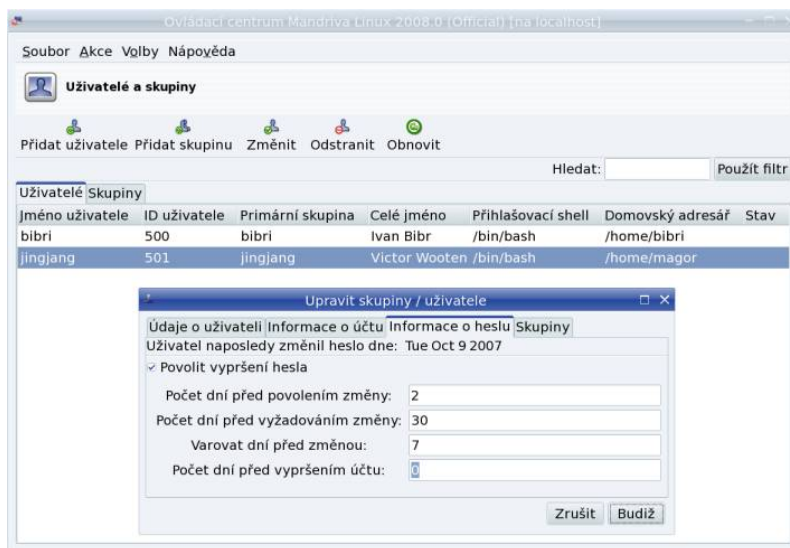 Ovládací centrum Mandriva Linux 2008.0 (Official) [na localhost]
Soubor Akce Volby Nápověda
Uživatelé a skupiny
Přidat uživatele Přidat skupinu Změnit Odstranit Obnovit
Hledat: Použít filtr
Uživatelé Skupiny
Jméno uživatele ID uživatele Primární skupina Celé jméno Přihlašovací shell Domovský adresář Stav
bibri 500 bibri Ivan Bibr /bin/bash /home/bibri
jingjang 501 jingjang Victor Wooten /bin/bash /home/magor
Upravit skupiny / uživatele
Údaje o uživateli Informace o účtu Informace o heslu Skupiny
Uživatel naposledy změnil heslo dne: Tue Oct 9 2007
Povolit vypršení hesla
Počet dní před povolením změny: 2
Počet dní před vyžadováním změny: 30
Varovat dní před změnou: 7
Počet dní před vypršením účtu: 0
Zrušit Budiž